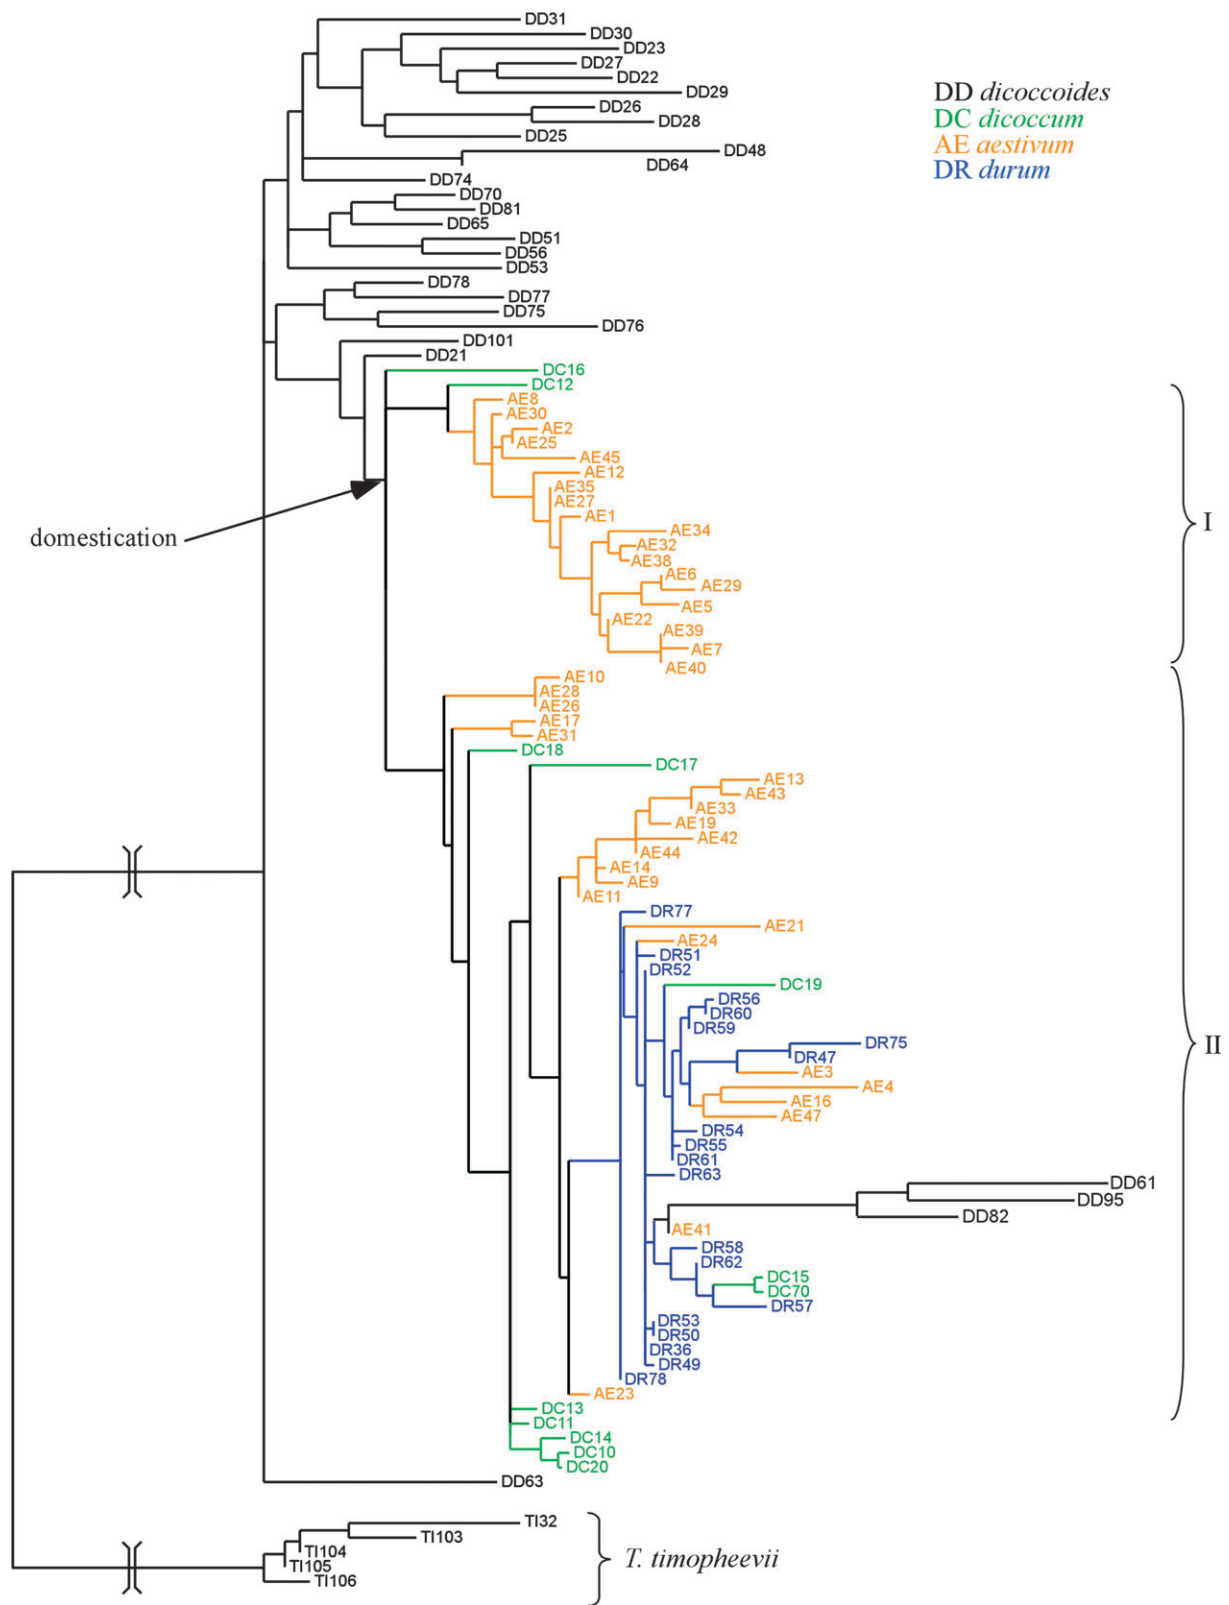 DD31
DD30
DD23
DD27
DD22
DD29
DD26
DD28
DD25
DD48
DD64
DD74
DD70
DD81
DD65
DD51
DD56
DD53
DD78
DD77
DD75
DD76
DD101
DD21
DD dicoccoides
DC dicoccum
AE aestivum
DR durum
DC16
DC12
AE8
AE30
AE2
AE25
AE45
AE12
AE35
AE27
AE1
AE34
AE32
AE38
AE6
AE29
AE5
AE22
AE39
AE7
AE40
domestication
I
AE10
AE28
AE26
AE17
AE31
DC18
DC17
AE13
AE43
AE33
AE19
AE42
AE44
AE14
AE9
AE11
DR77
AE21
AE24
DR51
DR52
DC19
DR56
DR60
DR59
DR75
DR47
AE3
AE4
AE16
AE47
DR54
DR55
DR61
DR63
DD61
DD95
DD82
AE41
DR58
DR62
DC15
DC70
DR57
DR53
DR50
DR36
DR49
DR78
AE23
II
DC13
DC11
DC14
DC10
DC20
DD63
TI32
TI103
TI104
TI105
TI106
T. timopheevii